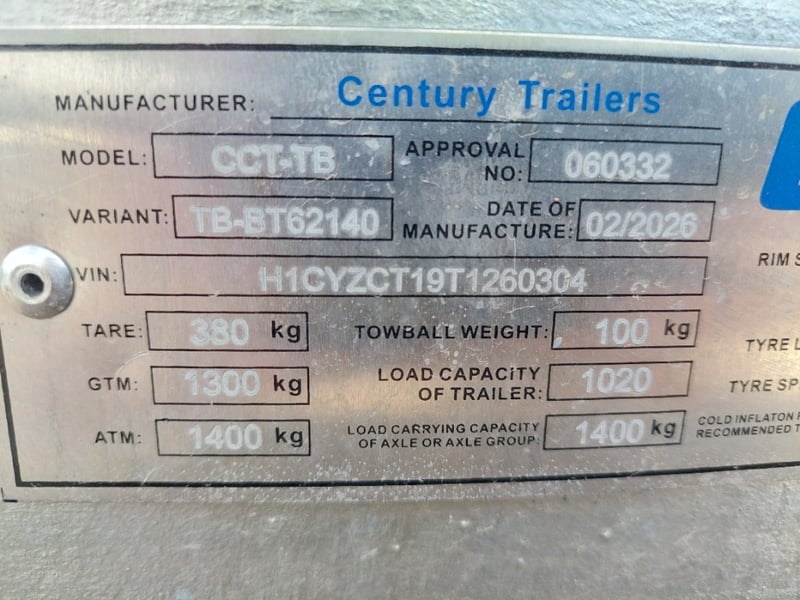 MANUFACTURER: Century Trailers
MODEL: CCT-TB APPROVAL NO: 060332
VARIANT: TB-BT62140 DATE OF MANUFACTURE: 02/2026
VIN: H1CYZCT19T1260304
RIM S
TARE: 380 kg TOWBALL WEIGHT: 100 kg
TYRE L
GTM: 1300 kg LOAD CAPACITY OF TRAILER: 1020
TYRE SP
ATM: 1400 kg LOAD CARRYING CAPACITY OF AXLE OR AXLE GROUP: 1400 kg
COLD INFLATON
RECOMMENDED